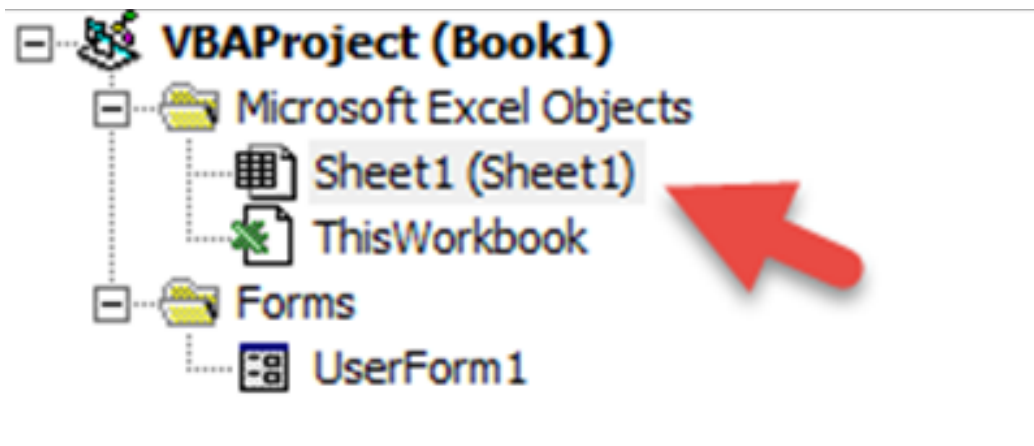 VBAProject (Book1)
Microsoft Excel Objects
Sheet1 (Sheet1)
ThisWorkbook
Forms
UserForm1